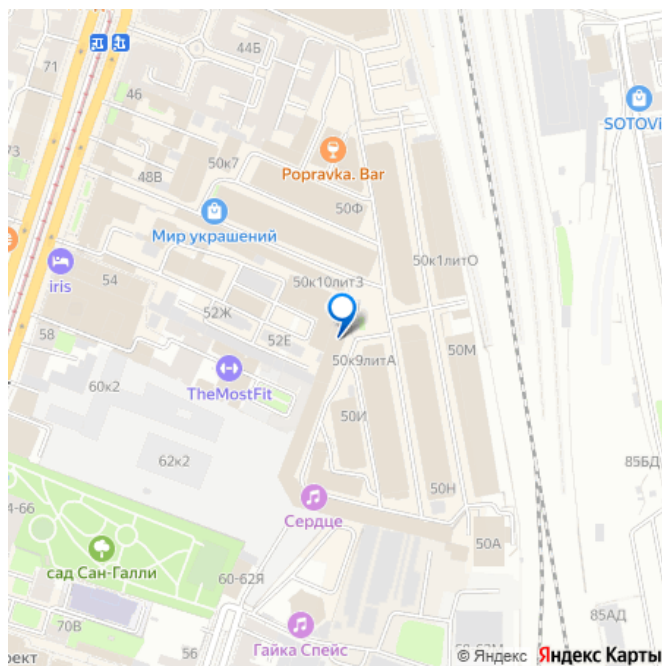 44Б
71
46
SOTOVi
73
50к7
48В
Popravka. Bar
50Ф
Мир украшений
50к1литО
iris
54
50к10лит3
52Ж
58
52Е
50к9литА
50М
60к2
TheMostFit
50И
62к2
85БД
50Н
4-66
Сердце
50А
сад Сан-Галли
60-62Я
85АД
70В
56
Гайка Спейс
© Яндекс Яндекс Карты